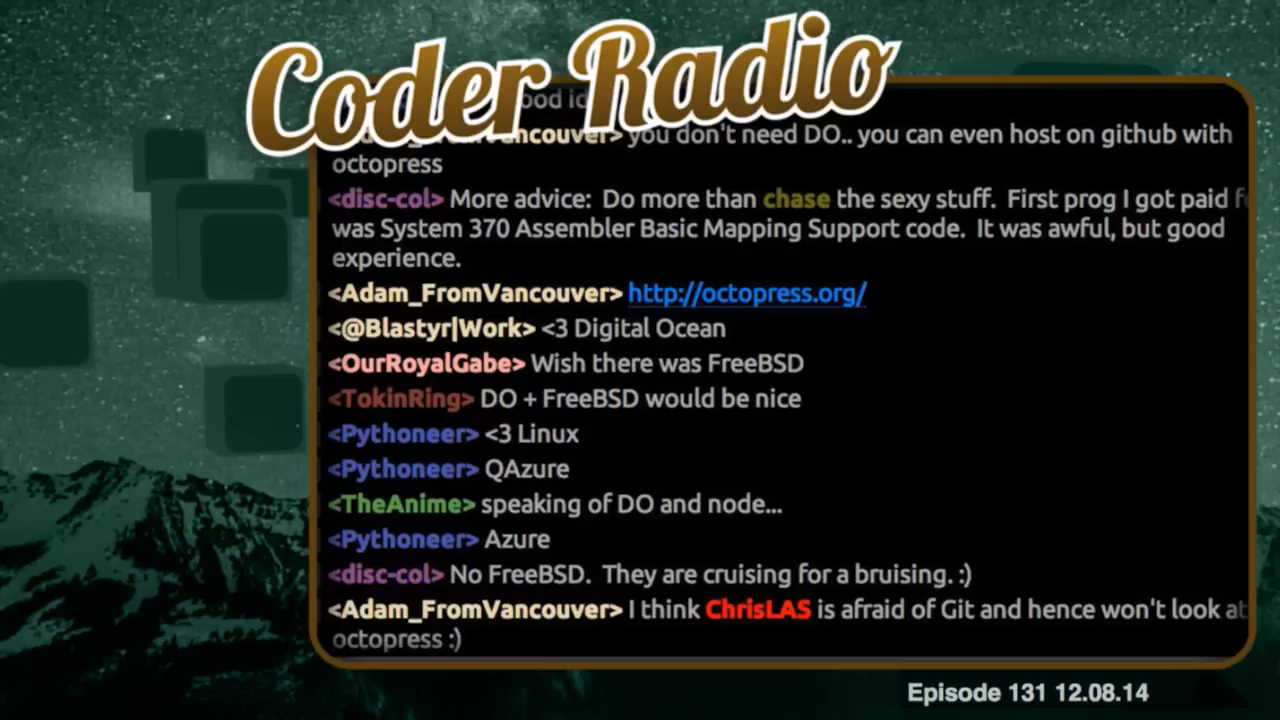 Coder Radio
ood id
ancouver> you don't need DO.. you can even host on github with
octopress
<disc-col> More advice:  Do more than chase the sexy stuff.  First prog I got paid f
was System 370 Assembler Basic Mapping Support code.  It was awful, but good
experience.
<Adam_FromVancouver> http://octopress.org/
<@Blastyr|Work> <3 Digital Ocean
<OurRoyalGabe> Wish there was FreeBSD
<TokinRing> DO + FreeBSD would be nice
<Pythoneer> <3 Linux
<Pythoneer> QAzure
<TheAnime> speaking of DO and node...
<Pythoneer> Azure
<disc-col> No FreeBSD.  They are cruising for a bruising. :)
<Adam_FromVancouver> I think ChrisLAS is afraid of Git and hence won't look at
octopress :)
Episode 131 12.08.14